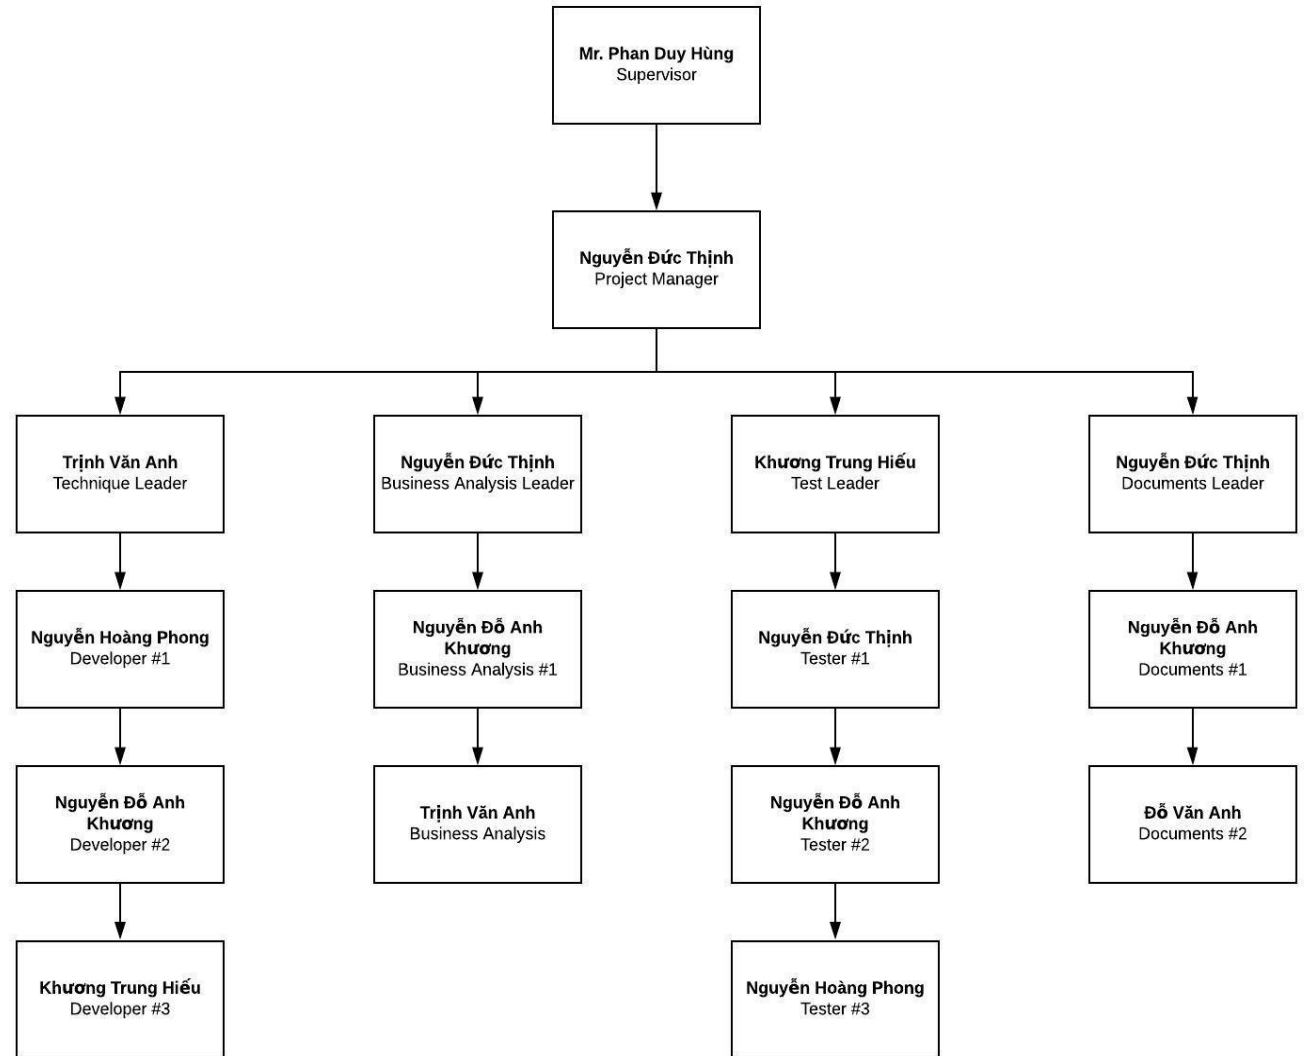 Mr. Phan Duy Hùng
Supervisor
Nguyễn Đức Thịnh
Project Manager
Trịnh Văn Anh
Technique Leader
Nguyễn Đức Thịnh
Business Analysis Leader
Khương Trung Hiếu
Test Leader
Nguyễn Đức Thịnh
Documents Leader
Nguyễn Hoàng Phong
Developer #1
Nguyễn Đỗ Anh
Khương
Business Analysis #1
Nguyễn Đức Thịnh
Tester #1
Nguyễn Đỗ Anh
Khương
Documents #1
Nguyễn Đỗ Anh
Khương
Developer #2
Trịnh Văn Anh
Business Analysis
Nguyễn Đỗ Anh
Khương
Tester #2
Đỗ Văn Anh
Documents #2
Khương Trung Hiếu
Developer #3
Nguyễn Hoàng Phong
Tester #3